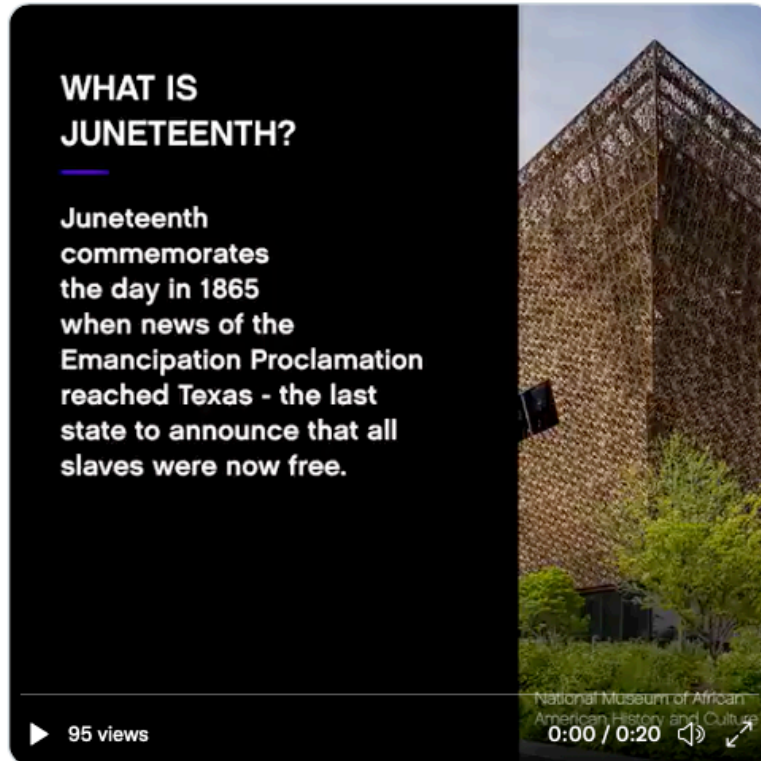 WHAT IS
JUNETEENTH?
Juneteenth
commemorates
the day in 1865
when news of the
Emancipation Proclamation
reached Texas - the last
state to announce that all
slaves were now free.
National Museum of African
American History and Culture
95 views
0:00 / 0:20